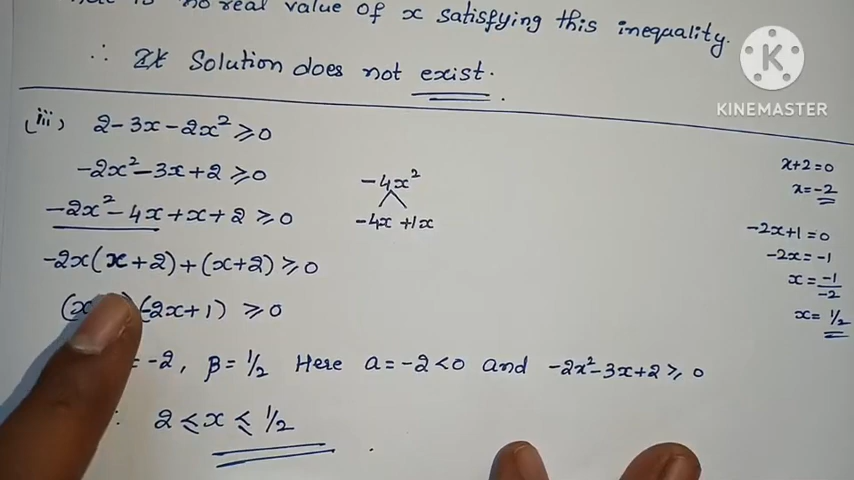 no real value of x satisfying this inequality.
∴ Solution does not exist.
KINEMASTER
(iii) 2-3x-2x² ≥ 0
-2x²-3x+2 ≥ 0
-2x²-4x+x+2 ≥ 0
-2x(x+2)+(x+2) ≥ 0
(-2x+1) ≥ 0
= -2, β = 1/2 Here a = -2 < 0 and -2x²-3x+2 ≥ 0
2 ≤ x ≤ 1/2
-4x²
-4x +1x
x+2=0
x=-2
-2x+1=0
-2x=-1
x=-1/-2
x=1/2